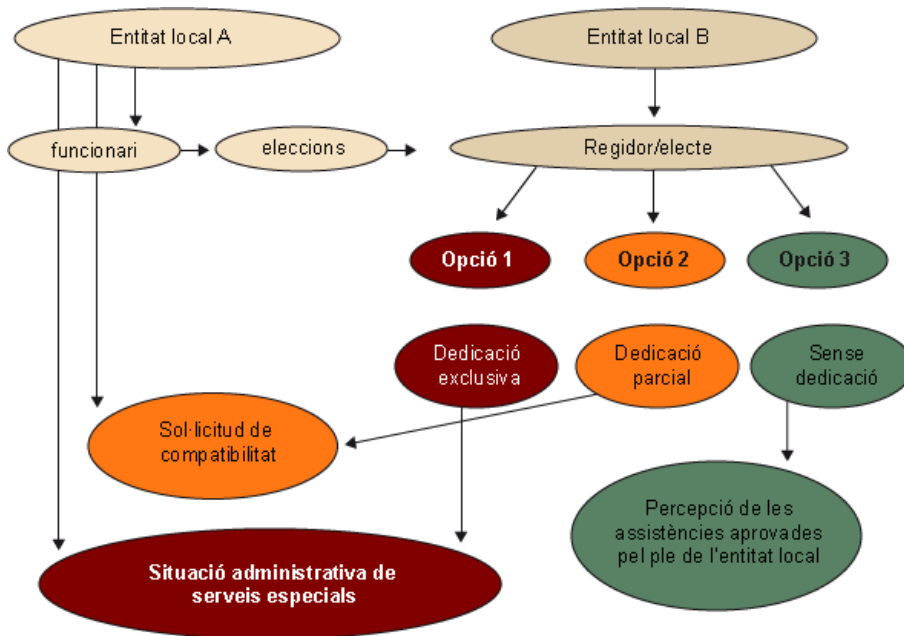 Entitat local A
Entitat local B
funcionari
eleccions
Regidor/electe
Opció 1
Opció 2
Opció 3
Dedicació
exclusiva
Dedicació
parcial
Sense
dedicació
Sol·licitud de
compatibilitat
Percepció de les
assistències aprovades
pel ple de l'entitat local
Situació administrativa de
serveis especials